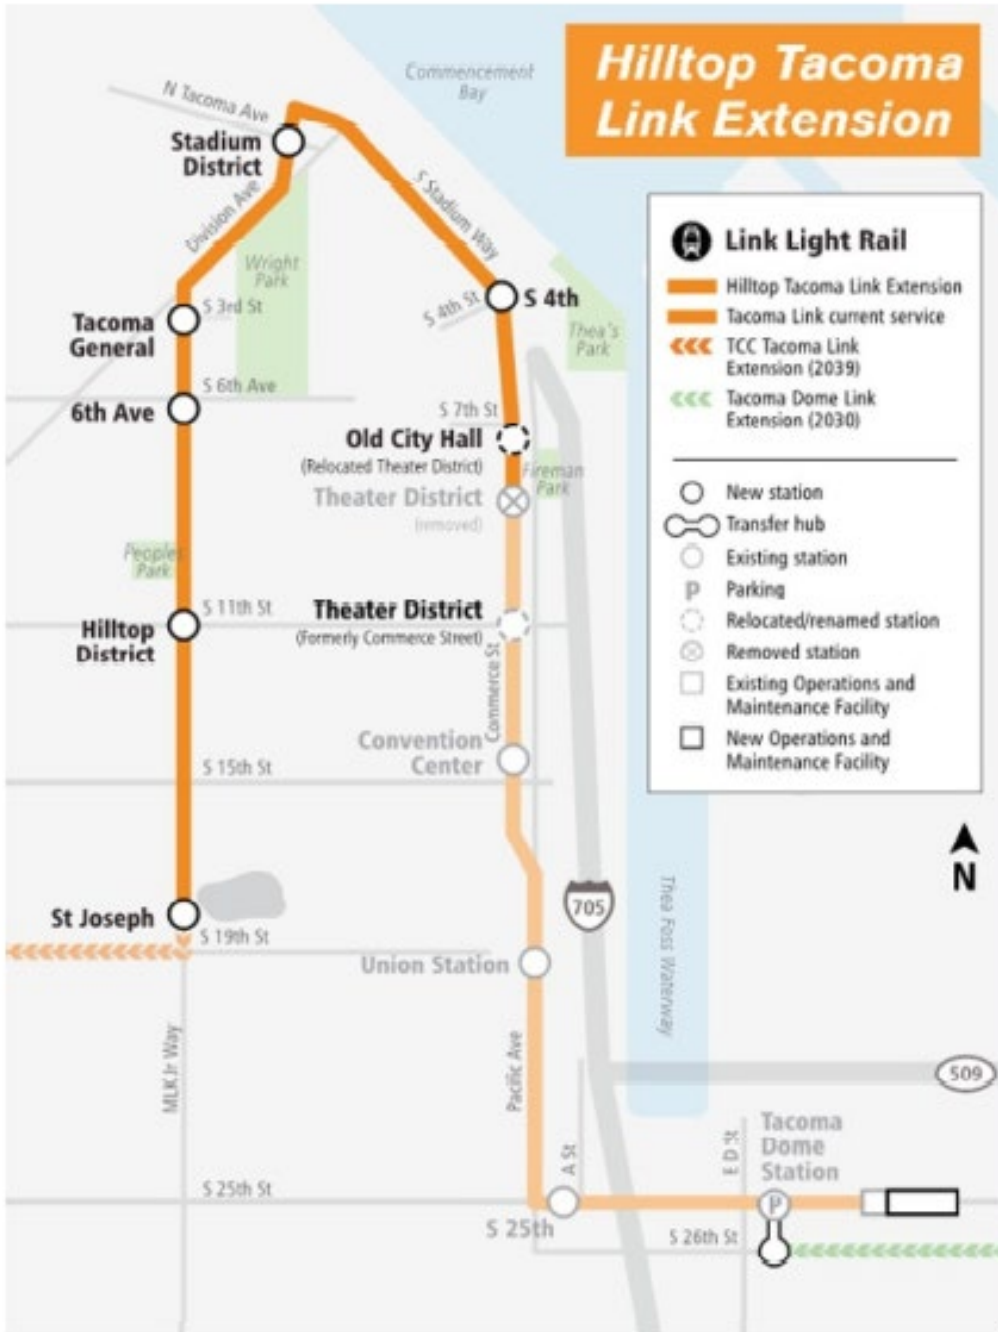 Hilltop Tacoma
Link Extension
Commencement
Bay
N Tacoma Ave
Stadium
District
Division Ave
S Stadium Way
Wright
Park
S 3rd St
Tacoma
General
S 4th St
S 4th
Thea's
Park
S 6th Ave
6th Ave
S 7th St
Old City Hall
(Relocated Theater District)
Fireman
Park
Theater District
(removed)
Peoples
Park
S 11th St
Hilltop
District
Theater District
(Formerly Commerce Street)
Commerce St
Convention
Center
S 15th St
St Joseph
S 19th St
705
Thea Foss Waterway
Union Station
MLK Jr Way
Pacific Ave
509
A St
E D St
Tacoma
Dome
Station
P
S 25th St
S 25th
S 26th St
Link Light Rail
Hilltop Tacoma Link Extension
Tacoma Link current service
TCC Tacoma Link
Extension (2039)
Tacoma Dome Link
Extension (2030)
New station
Transfer hub
Existing station
P Parking
Relocated/renamed station
Removed station
Existing Operations and
Maintenance Facility
New Operations and
Maintenance Facility
N